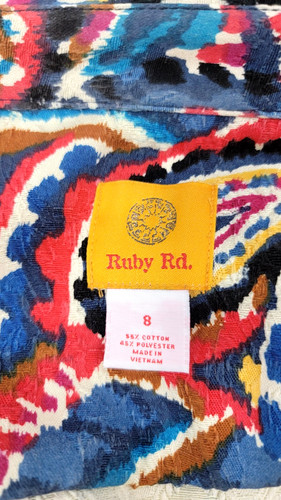 Ruby Rd.
8
55% COTTON
45% POLYESTER
MADE IN
VIETNAM